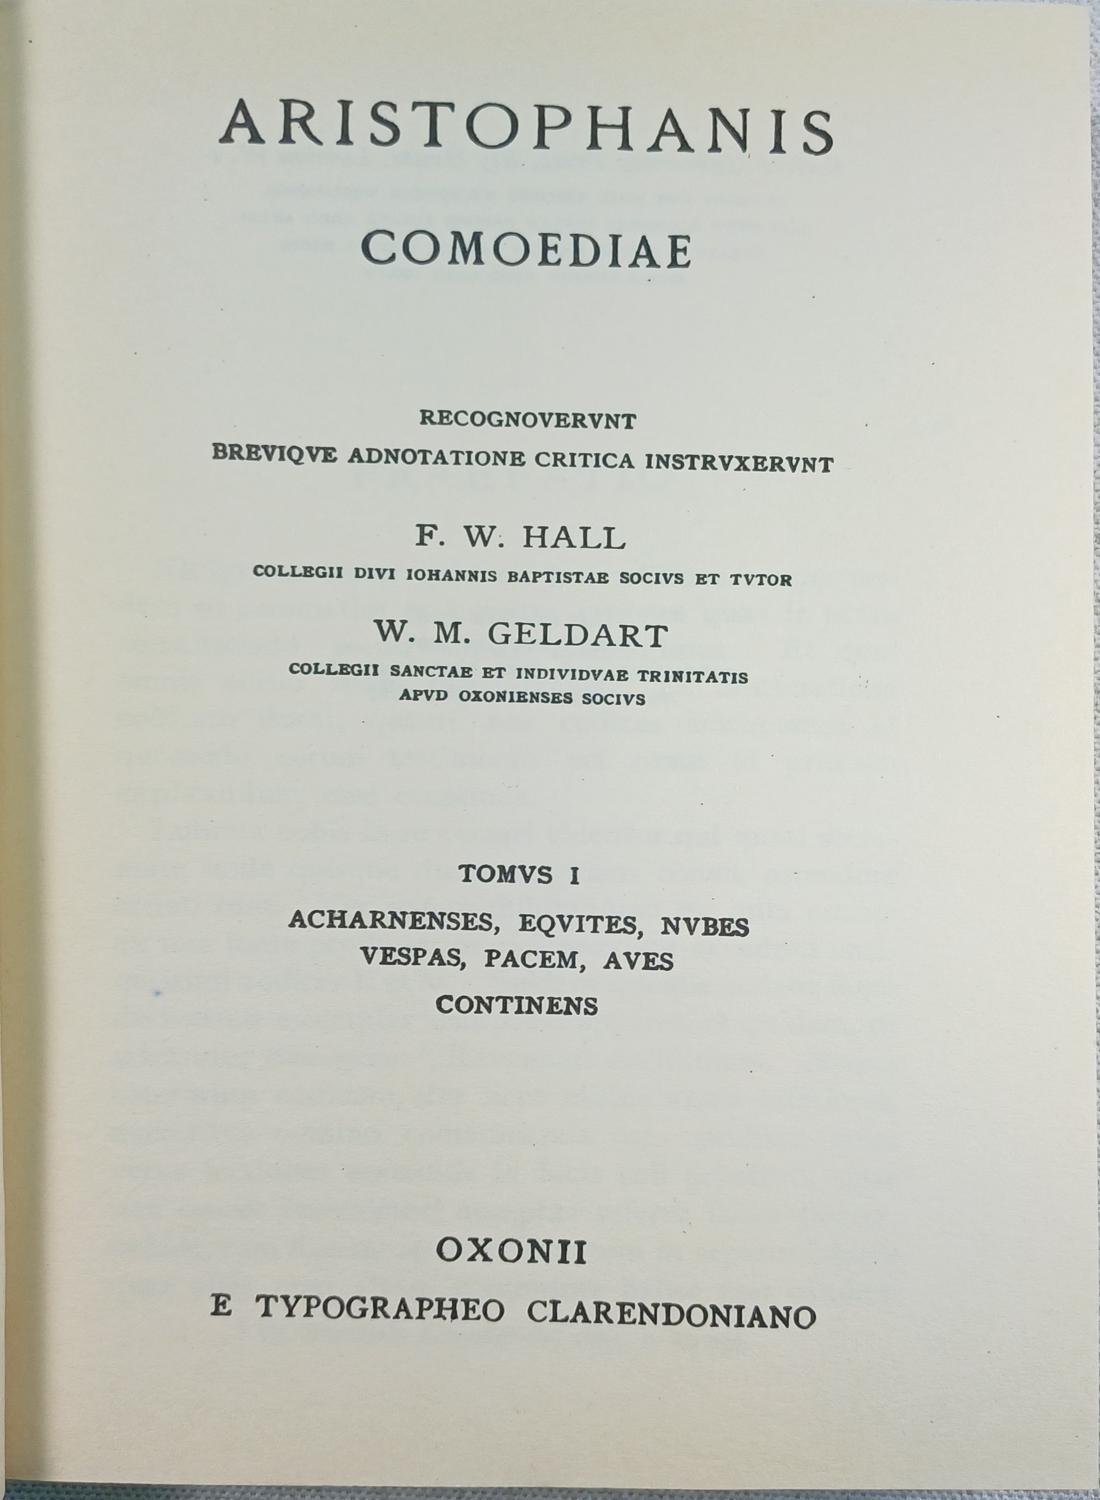 ARISTOPHANIS
COMOEDIAE
RECOGNOVERVNT
BREVIQVE ADNOTATIONE CRITICA INSTRVXERVNT
F. W. HALL
COLLEGII DIVI IOHANNIS BAPTISTAE SOCIVS ET TVTOR
W. M. GELDART
COLLEGII SANCTAE ET INDIVIDVAE TRINITATIS
APVD OXONIENSES SOCIVS
TOMVS I
ACHARNENSES, EQVITES, NVBES
VESPAS, PACEM, AVES
CONTINENS
OXONII
E TYPOGRAPHEO CLARENDONIANO